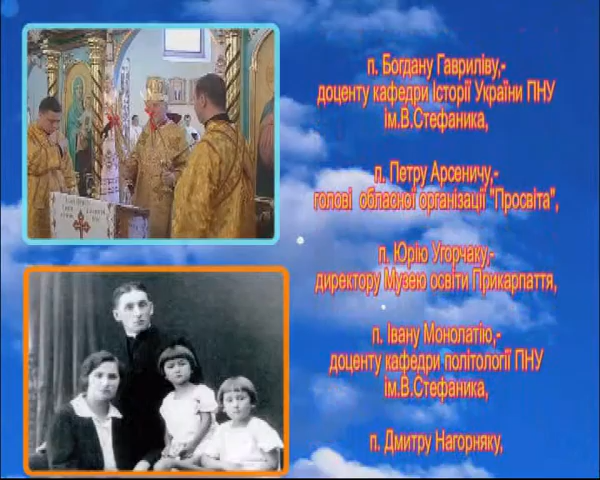 п. Богдану Гавриліву,-
доценту кафедри Історії України ПНУ
ім.В.Стефаника,
п. Петру Арсеничу,-
голові обласної організації "Просвіта",
п. Юрію Угорчаку,-
директору Музею освіти Прикарпаття,
п. Івану Монолатію,-
доценту кафедри політології ПНУ
ім.В.Стефаника,
п. Дмитру Нагорняку,